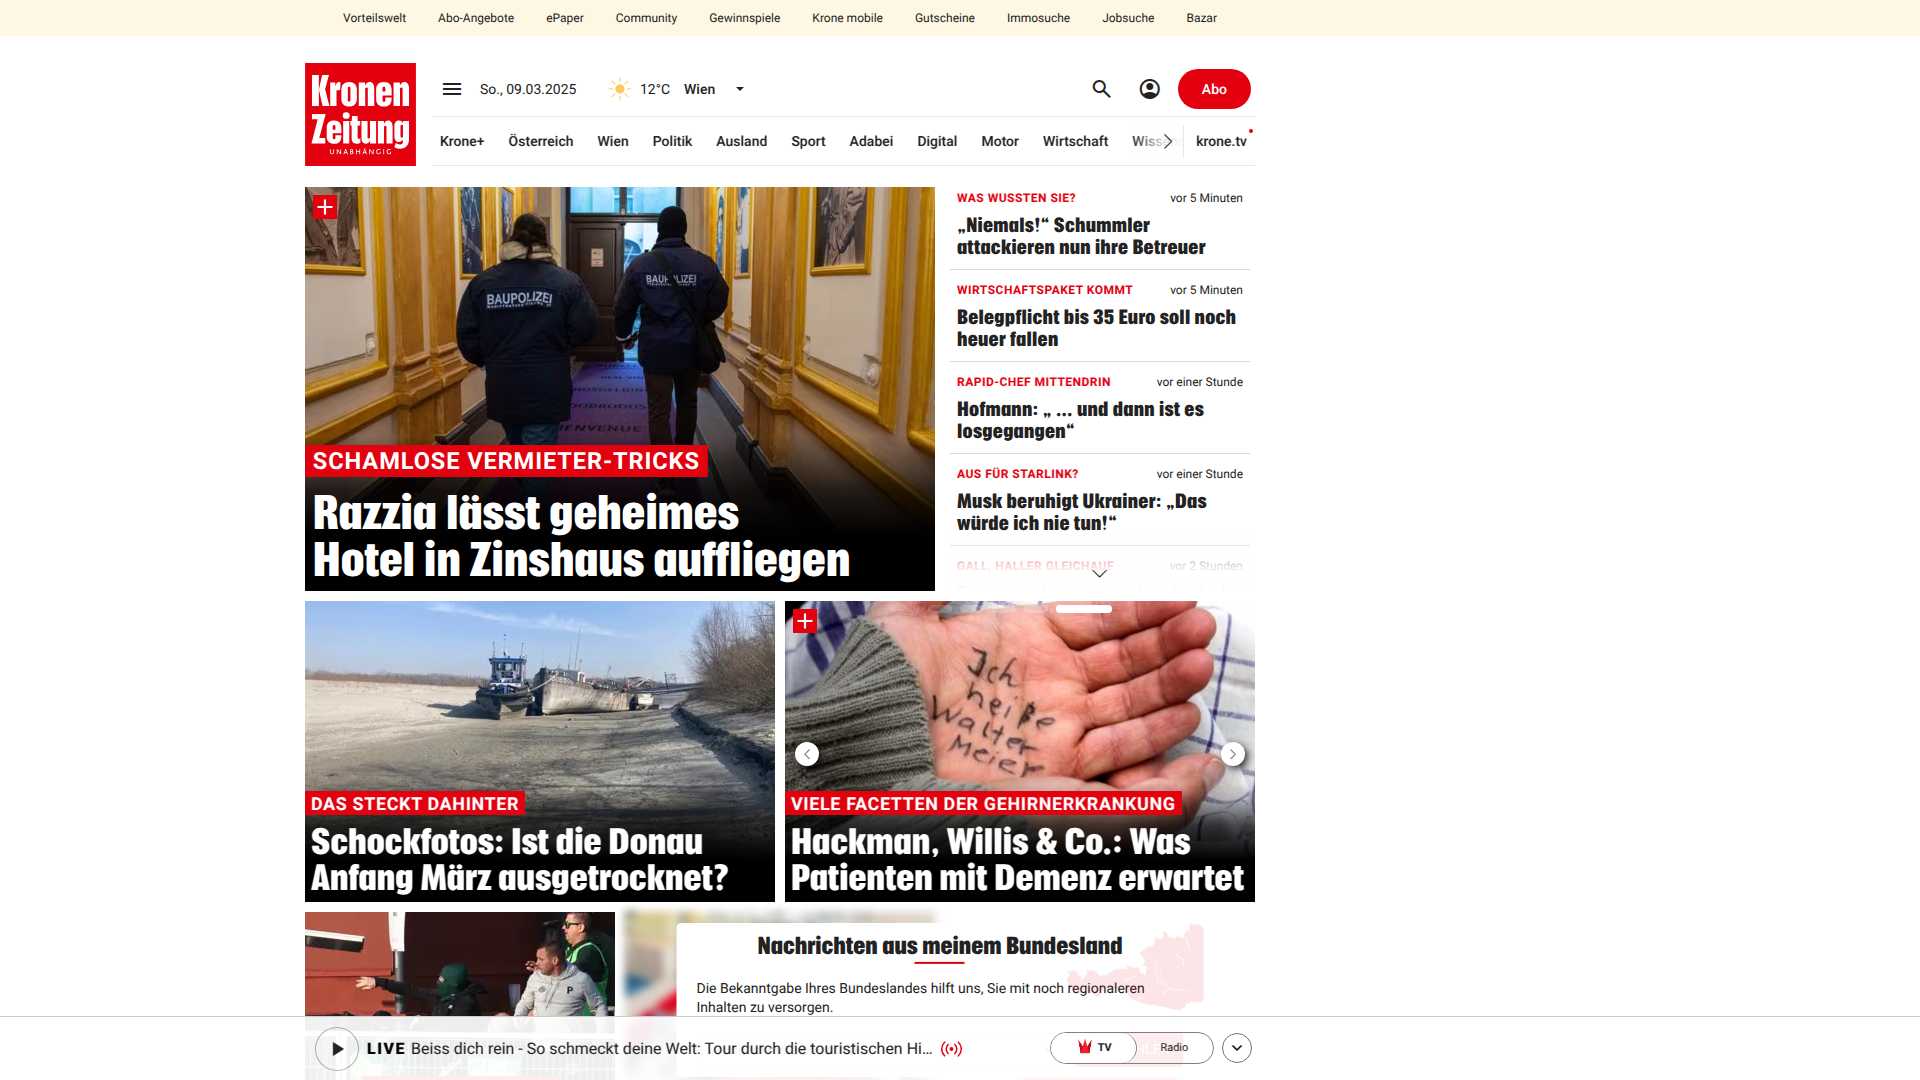 Vorteilswelt Abo-Angebote ePaper Community Gewinnspiele Krone mobile Gutscheine Immosuche Jobsuche Bazar
Kronen
Zeitung
UNABHÄNGIG
So., 09.03.2025 12°C Wien
Abo
Krone+ Österreich Wien Politik Ausland Sport Adabei Digital Motor Wirtschaft Wiss krone.tv
BAUPOLIZEI
BAUPOLIZEI
SCHAMLOSE VERMIETER-TRICKS
Razzia lässt geheimes
Hotel in Zinshaus auffliegen
WAS WUSSTEN SIE? vor 5 Minuten
„Niemals!“ Schummler
attackieren nun ihre Betreuer
WIRTSCHAFTSPAKET KOMMT vor 5 Minuten
Belegpflicht bis 35 Euro soll noch
heuer fallen
RAPID-CHEF MITTENDRIN vor einer Stunde
Hofmann: „ ... und dann ist es
losgegangen“
AUS FÜR STARLINK? vor einer Stunde
Musk beruhigt Ukrainer: „Das
würde ich nie tun!“
GALL, HALLER GLEICHAUF vor 2 Stunden
DAS STECKT DAHINTER
Schockfotos: Ist die Donau
Anfang März ausgetrocknet?
Ich
heiße
Walter
Meier
VIELE FACETTEN DER GEHIRNERKRANKUNG
Hackman, Willis & Co.: Was
Patienten mit Demenz erwartet
P
Nachrichten aus meinem Bundesland
Die Bekanntgabe Ihres Bundeslandes hilft uns, Sie mit noch regionaleren
Inhalten zu versorgen.
LIVE Beiss dich rein - So schmeckt deine Welt: Tour durch die touristischen Hi...
TV Radio